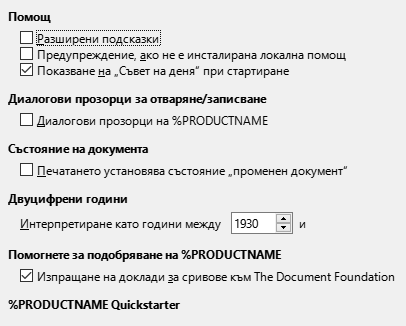 Помощ
Разширени подсказки
Предупреждение, ако не е инсталирана локална помощ
Показване на „Съвет на деня“ при стартиране
Диалогови прозорци за отваряне/записване
Диалогови прозорци на %PRODUCTNAME
Състояние на документа
Печатането установява състояние „променен документ“
Двуцифрени години
Интерпретиране като години между 1930 и
Помогнете за подобряване на %PRODUCTNAME
Изпращане на доклади за сривове към The Document Foundation
%PRODUCTNAME Quickstarter